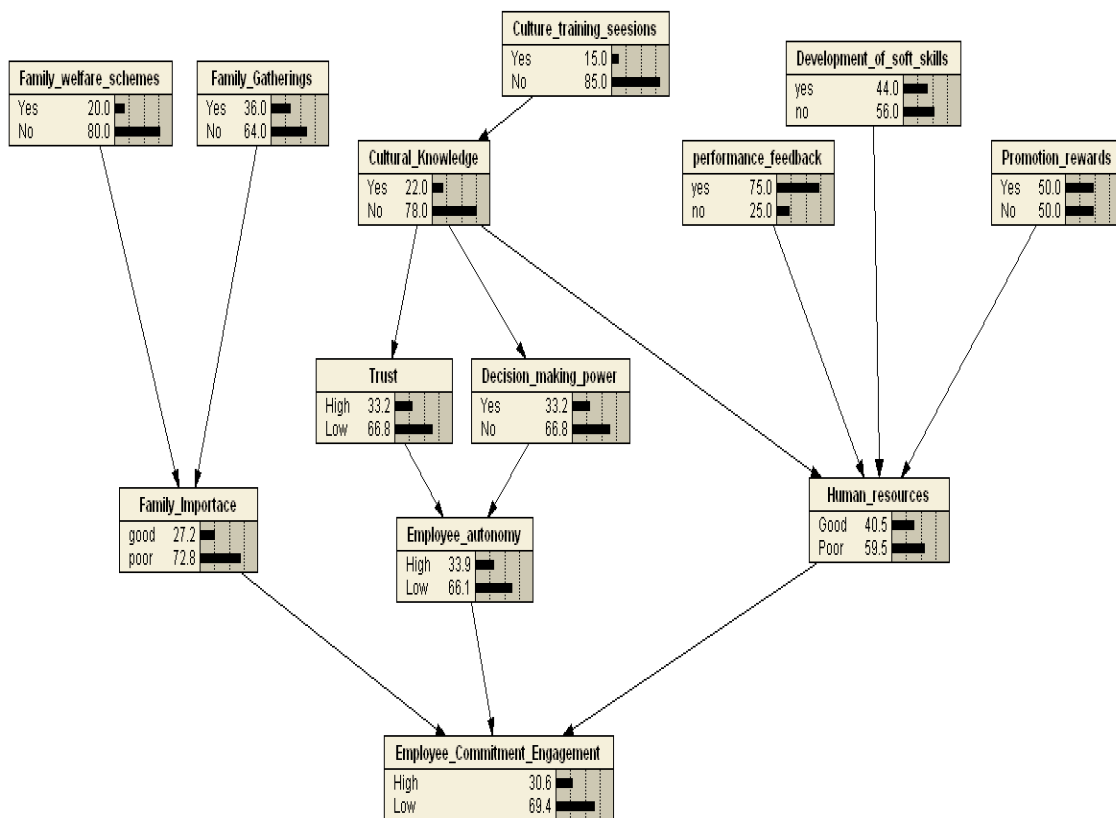 Culture_training_seesions
Yes 15.0
No 85.0
Development_of_soft_skills
yes 44.0
no 56.0
Family_welfare_schemes
Yes 20.0
No 80.0
Family_Gatherings
Yes 36.0
No 64.0
Cultural_Knowledge
Yes 22.0
No 78.0
performance_feedback
yes 75.0
no 25.0
Promotion_rewards
Yes 50.0
No 50.0
Trust
High 33.2
Low 66.8
Decision_making_power
Yes 33.2
No 66.8
Family_Importace
good 27.2
poor 72.8
Employee_autonomy
High 33.9
Low 66.1
Human_resources
Good 40.5
Poor 59.5
Employee_Commitment_Engagement
High 30.6
Low 69.4